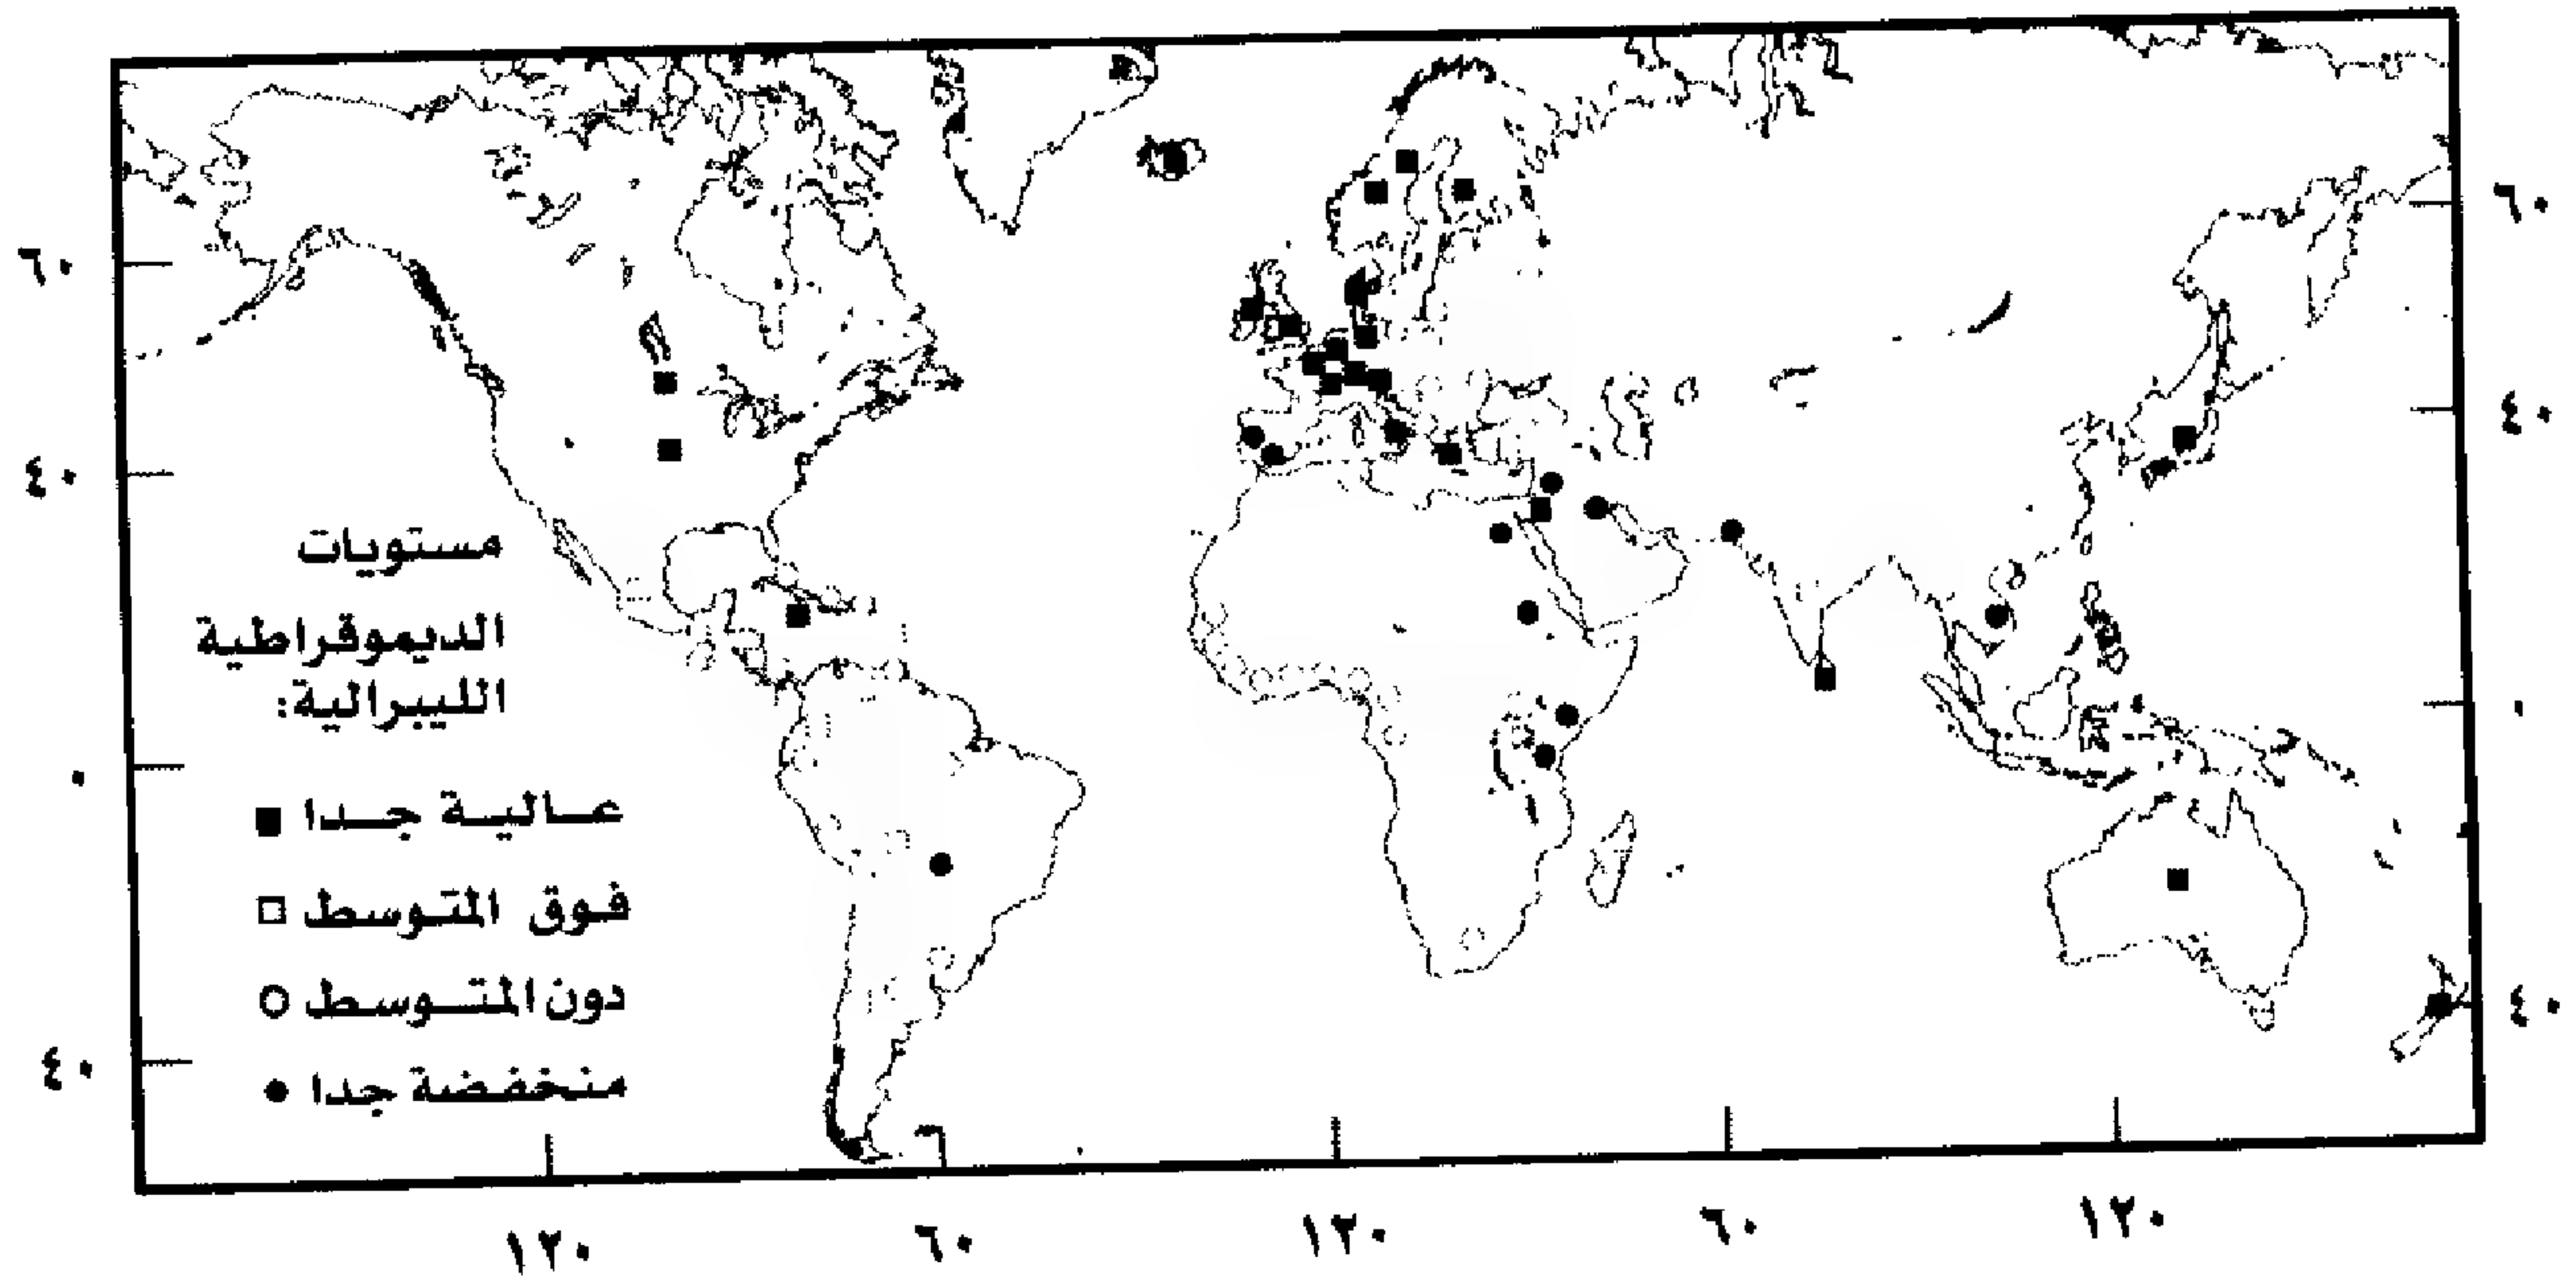 ٦٠
٤٠
٠
٤٠
مستويات
الديموقراطية
الليبرالية:
عالية جدا
فوق المتوسط
دون المتوسط
منخفضة جدا
٦٠
٤٠
٠
٤٠
١٢٠
٦٠
١٢٠
٦٠
١٢٠